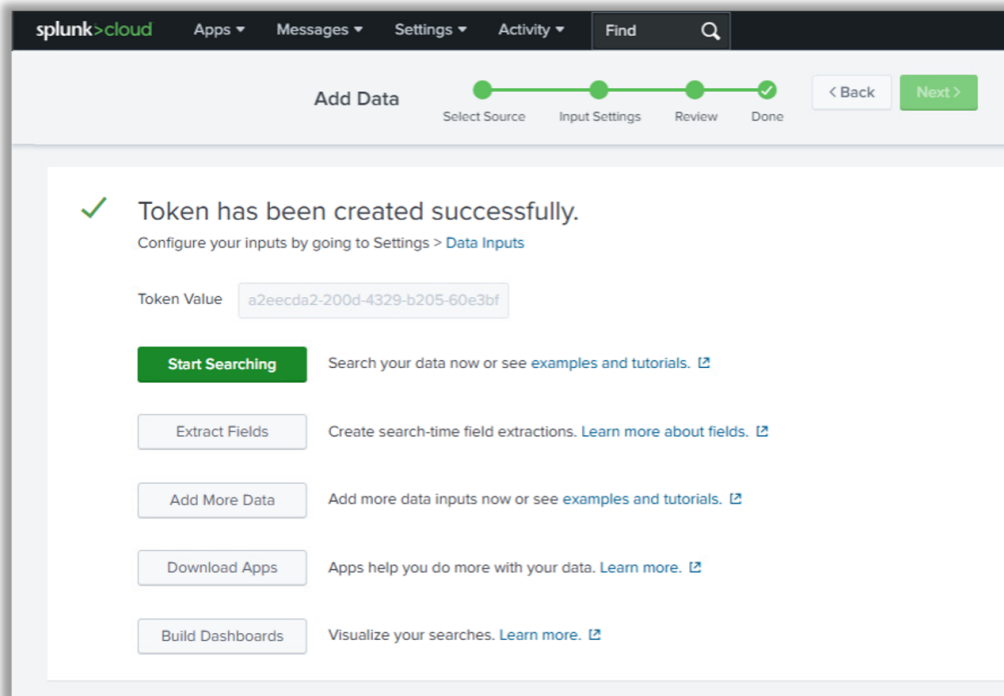 splunk>cloud Apps Messages Settings Activity Find
Add Data
Select Source Input Settings Review Done
< Back Next >
Token has been created successfully.
Configure your inputs by going to Settings > Data Inputs
Token Value a2eecda2-200d-4329-b205-60e3bf
Start Searching Search your data now or see examples and tutorials.
Extract Fields Create search-time field extractions. Learn more about fields.
Add More Data Add more data inputs now or see examples and tutorials.
Download Apps Apps help you do more with your data. Learn more.
Build Dashboards Visualize your searches. Learn more.